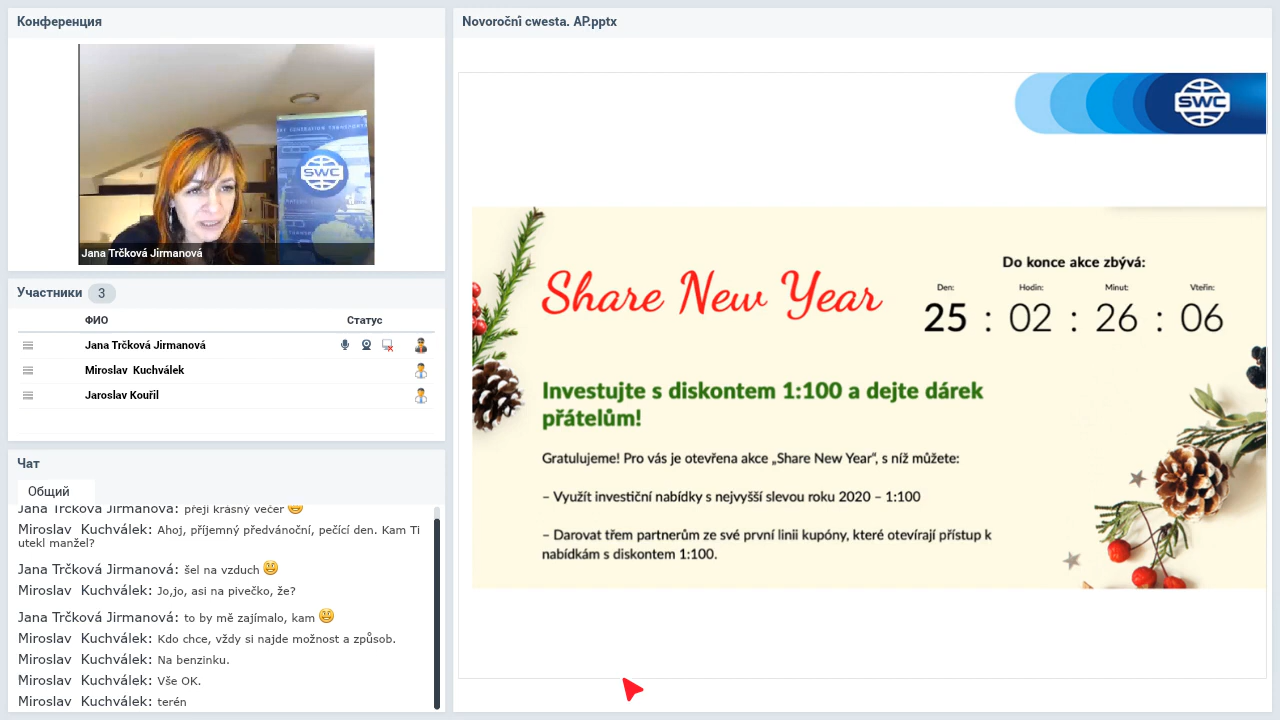 Конференция
SWC
Jana Trčková Jirmanová
Участники 3
ФИО Статус
Jana Trčková Jirmanová
Miroslav Kuchválek
Jaroslav Kouřil
Чат
Общий
Jana Trčková Jirmanová: přeji krásný večer
Miroslav Kuchválek: Ahoj, příjemný předvánoční, pečící den. Kam Ti
utekl manžel?
Jana Trčková Jirmanová: šel na vzduch
Miroslav Kuchválek: Jo,jo, asi na pivečko, že?
Jana Trčková Jirmanová: to by mě zajímalo, kam
Miroslav Kuchválek: Kdo chce, vždy si najde možnost a způsob.
Miroslav Kuchválek: Na benzinku.
Miroslav Kuchválek: Vše OK.
Miroslav Kuchválek: terén
Novoroční cwesta. AP.pptx
SWC
Share New Year
Do konce akce zbývá:
Den: Hodin: Minut: Vteřin:
25 : 02 : 26 : 06
Investujte s diskontem 1:100 a dejte dárek
přátelům!
Gratulujeme! Pro vás je otevřena akce „Share New Year“, s níž můžete:
– Využít investiční nabídky s nejvyšší slevou roku 2020 – 1:100
– Darovat třem partnerům ze své první linii kupóny, které otevírají přístup k
nabídkám s diskontem 1:100.